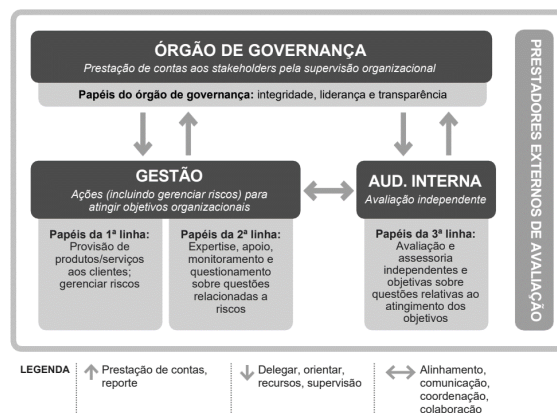 ÓRGÃO DE GOVERNANÇA
Prestação de contas aos stakeholders pela supervisão organizacional
Papéis do órgão de governança: integridade, liderança e transparência
GESTÃO
Ações (incluindo gerenciar riscos) para
atingir objetivos organizacionais
Papéis da 1ª linha:
Provisão de
produtos/serviços
aos clientes;
gerenciar riscos
Papéis da 2ª linha:
Expertise, apoio,
monitoramento e
questionamento
sobre questões
relacionadas a
riscos
AUD. INTERNA
Avaliação independente
Papéis da 3ª linha:
Avaliação e
assessoria
independentes e
objetivas sobre
questões relativas ao
atingimento dos
objetivos
PRESTADORES EXTERNOS DE AVALIAÇÃO
LEGENDA
Prestação de contas,
reporte
Delegar, orientar,
recursos, supervisão
Alinhamento,
comunicação,
coordenação,
colaboração